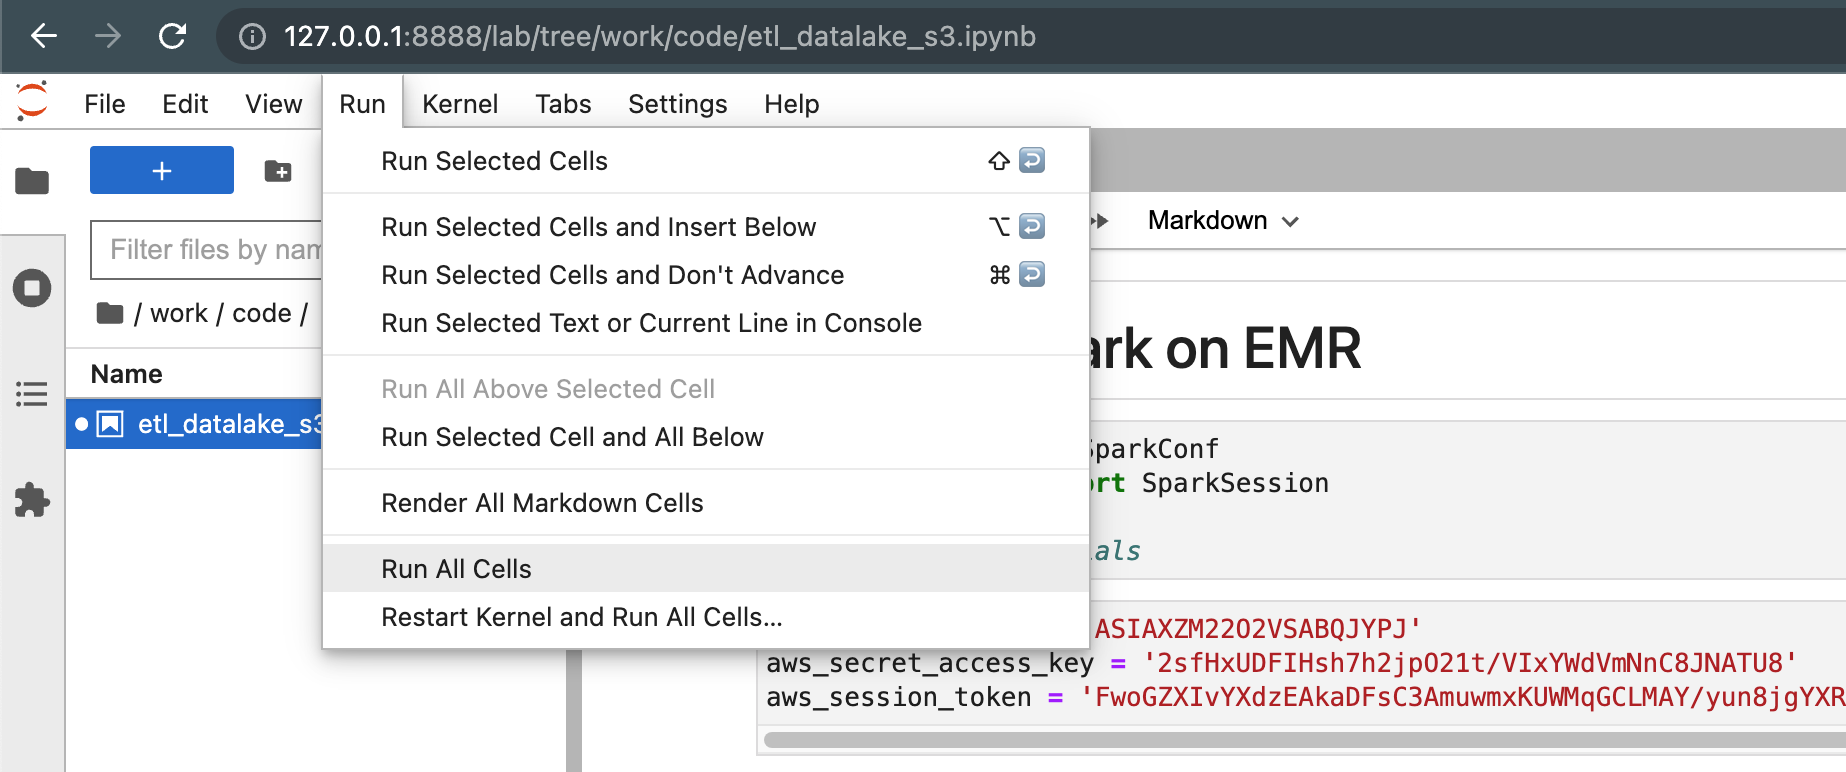 127.0.0.1:8888/lab/tree/work/code/etl_datalake_s3.ipynb
File Edit View Run Kernel Tabs Settings Help
Run Selected Cells
Run Selected Cells and Insert Below
Run Selected Cells and Don't Advance
Run Selected Text or Current Line in Console
Run All Above Selected Cell
Run Selected Cell and All Below
Render All Markdown Cells
Run All Cells
Restart Kernel and Run All Cells...
Filter files by nam
/ work / code /
Name
etl_datalake_s3
Markdown
ark on EMR
SparkConf
ort SparkSession
als
ASIAXZM22O2VSABQJYPJ'
aws_secret_access_key = '2sfHxUDFIHsh7h2jpO21t/VIxYWdVmNnC8JNATU8'
aws_session_token = 'FwoGZXIvYXdzEAkaDFsC3AmuwmxKUWMqGCLMAY/yun8jgYXR